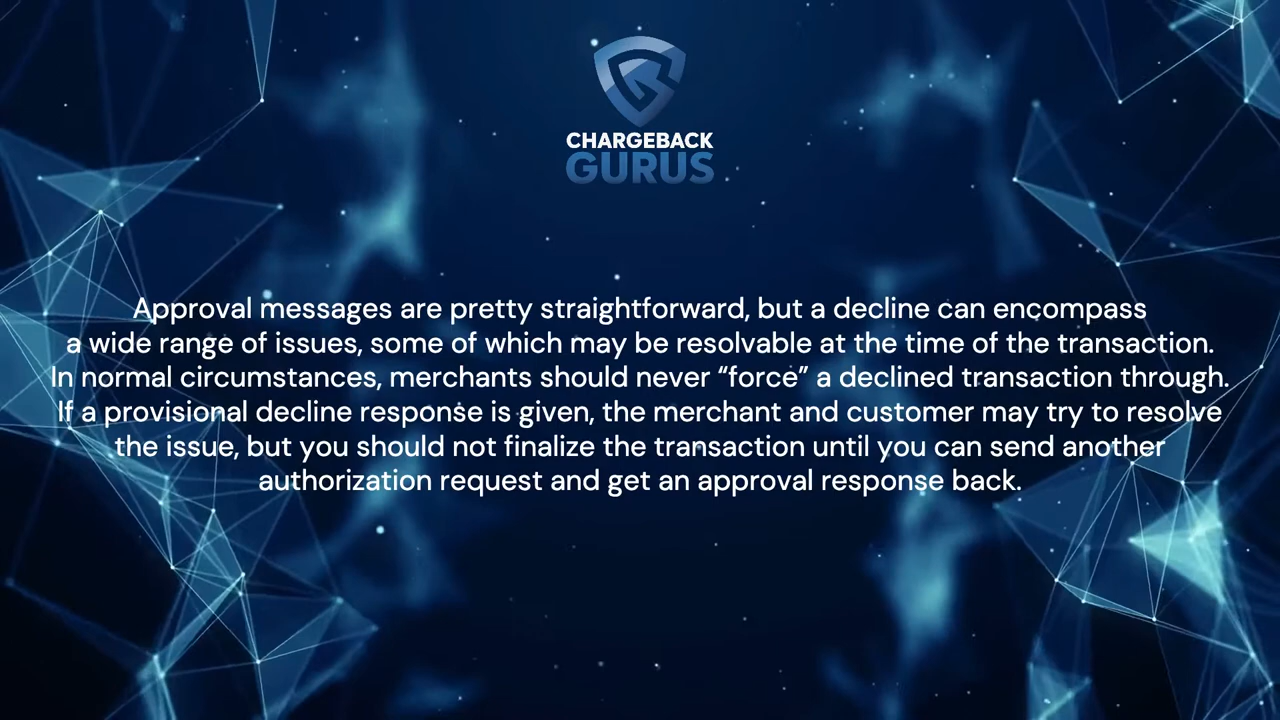 CHARGEBACK
GURUS
Approval messages are pretty straightforward, but a decline can encompass
a wide range of issues, some of which may be resolvable at the time of the transaction.
In normal circumstances, merchants should never “force” a declined transaction through.
If a provisional decline response is given, the merchant and customer may try to resolve
the issue, but you should not finalize the transaction until you can send another
authorization request and get an approval response back.